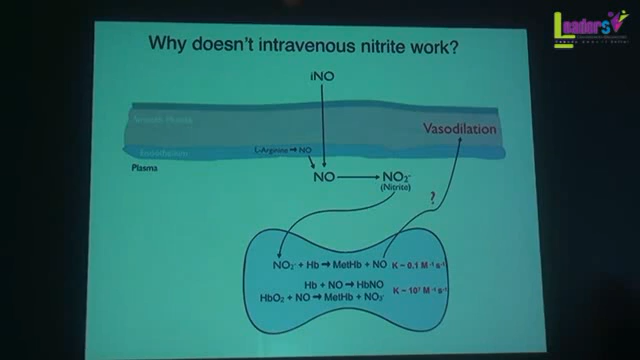 Leaders
Why doesn't intravenous nitrite work?
iNO
Smooth Muscle
Vasodilation
L-Arginine ➔ NO
Endothelium
Plasma
NO → NO₂⁻
(Nitrite)
?
NO₂⁻ + Hb ➔ MetHb + NO K ~ 0.1 M⁻¹ s⁻¹
Hb + NO ➔ HbNO
HbO₂ + NO ➔ MetHb + NO₃⁻ K ~ 10⁷ M⁻¹ s⁻¹